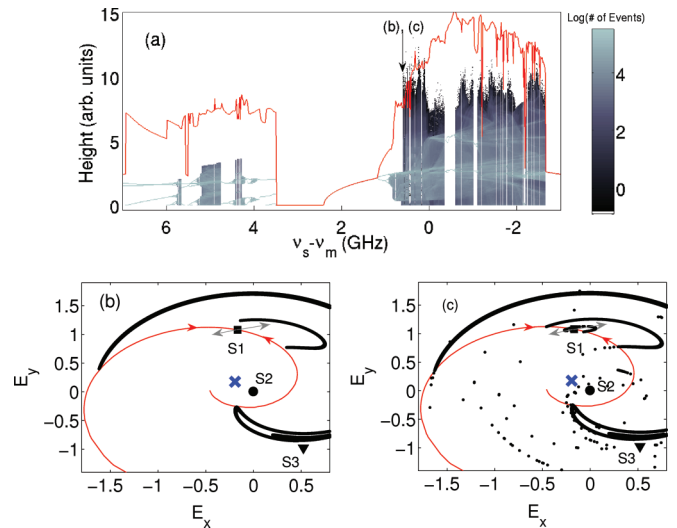 Log(# of Events)
15
(a)
(b)
(c)
4
10
2
5
0
0
Height (arb. units)
6
4
2
0
-2
νs-νm (GHz)
(b)
1.5
1
0.5
0
-0.5
-1
S1
S2
S3
Ey
-1.5
-1
-0.5
0
0.5
Ex
(c)
1.5
1
0.5
0
-0.5
-1
S1
S2
S3
Ey
-1.5
-1
-0.5
0
0.5
Ex